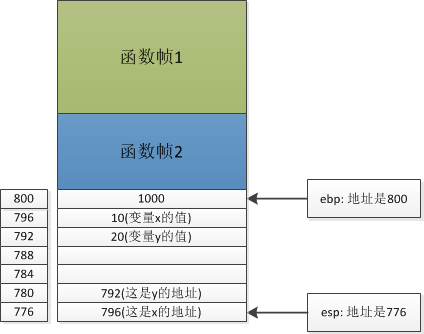 函数帧1
函数帧2
800 1000 ebp: 地址是800
796 10(变量x的值)
792 20(变量y的值)
788
784
780 792(这是y的地址)
776 796(这是x的地址) esp: 地址是776